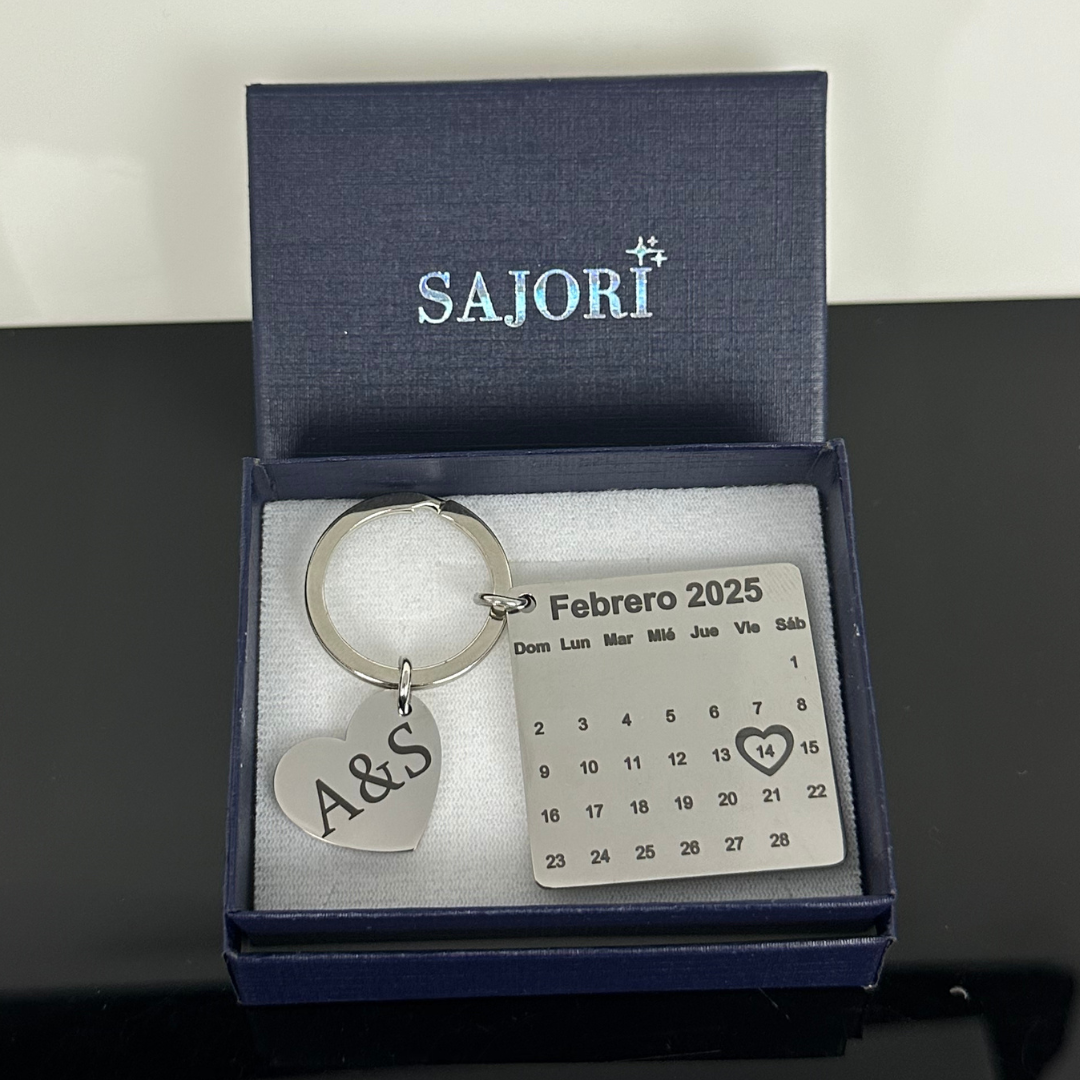 SAJORI
Febrero 2025
Dom Lun Mar Mié Jue Vie Sáb
1
2 3 4 5 6 7 8
9 10 11 12 13 14 15
16 17 18 19 20 21 22
23 24 25 26 27 28
A&S